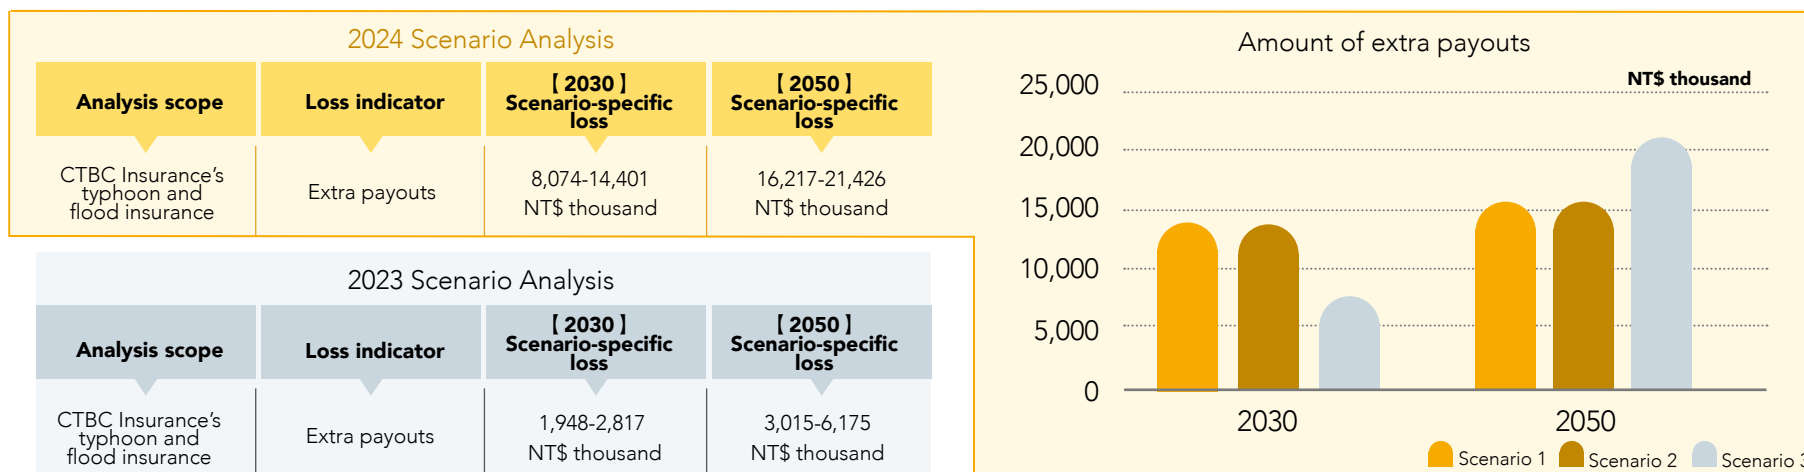 2024 Scenario Analysis
Analysis scope
Loss indicator
【2030】
Scenario-specific
loss
【2050】
Scenario-specific
loss
CTBC Insurance's
typhoon and
flood insurance
Extra payouts
8,074-14,401
NT$ thousand
16,217-21,426
NT$ thousand
2023 Scenario Analysis
Analysis scope
Loss indicator
【2030】
Scenario-specific
loss
【2050】
Scenario-specific
loss
CTBC Insurance's
typhoon and
flood insurance
Extra payouts
1,948-2,817
NT$ thousand
3,015-6,175
NT$ thousand
Amount of extra payouts
NT$ thousand
25,000
20,000
15,000
10,000
5,000
0
2030
2050
Scenario 1
Scenario 2
Scenario 3